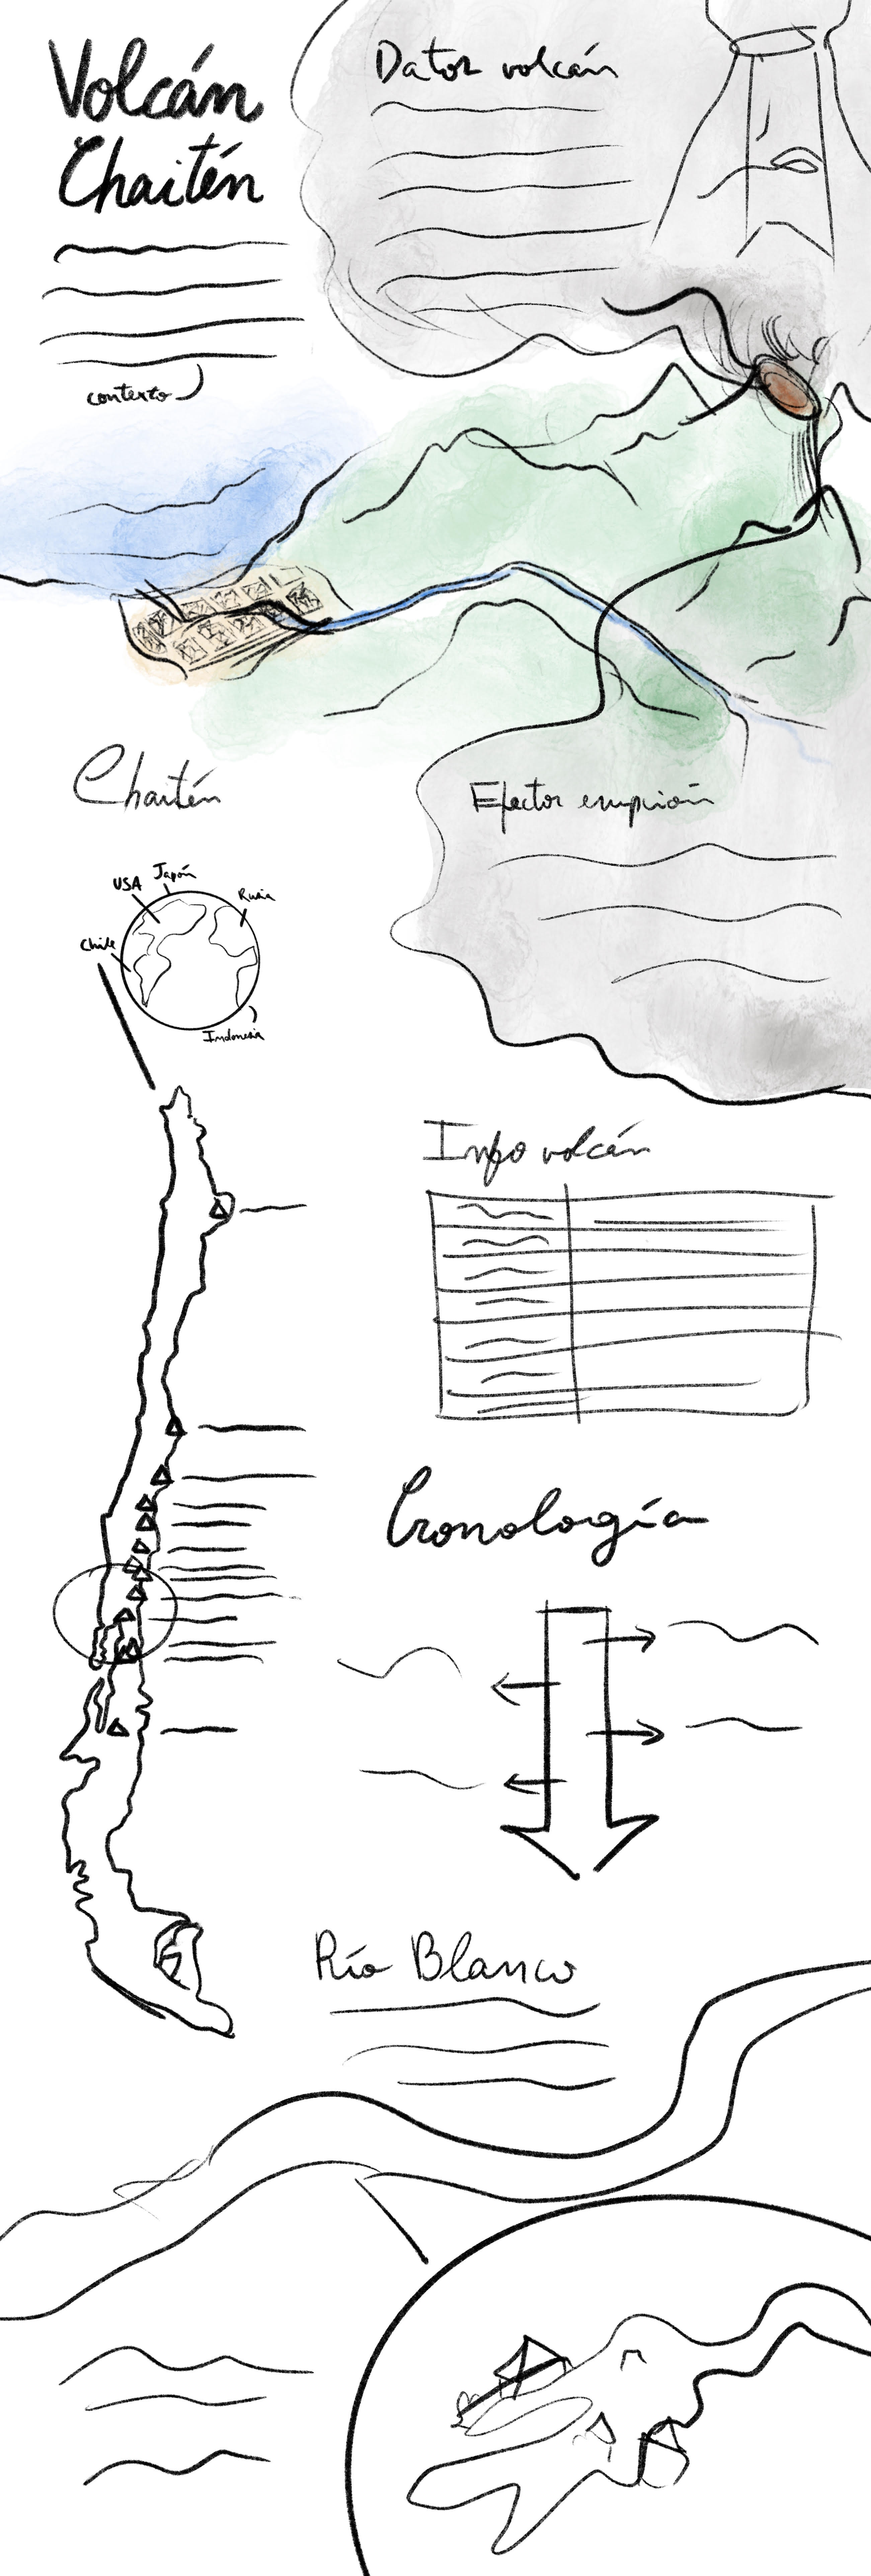 Volcán
Chaitén
contexto
Datos volcán
Chaitén
Efectos erupción
USA
Japón
Rusia
Chile
Indonesia
Info volcán
Cronología
Río Blanco